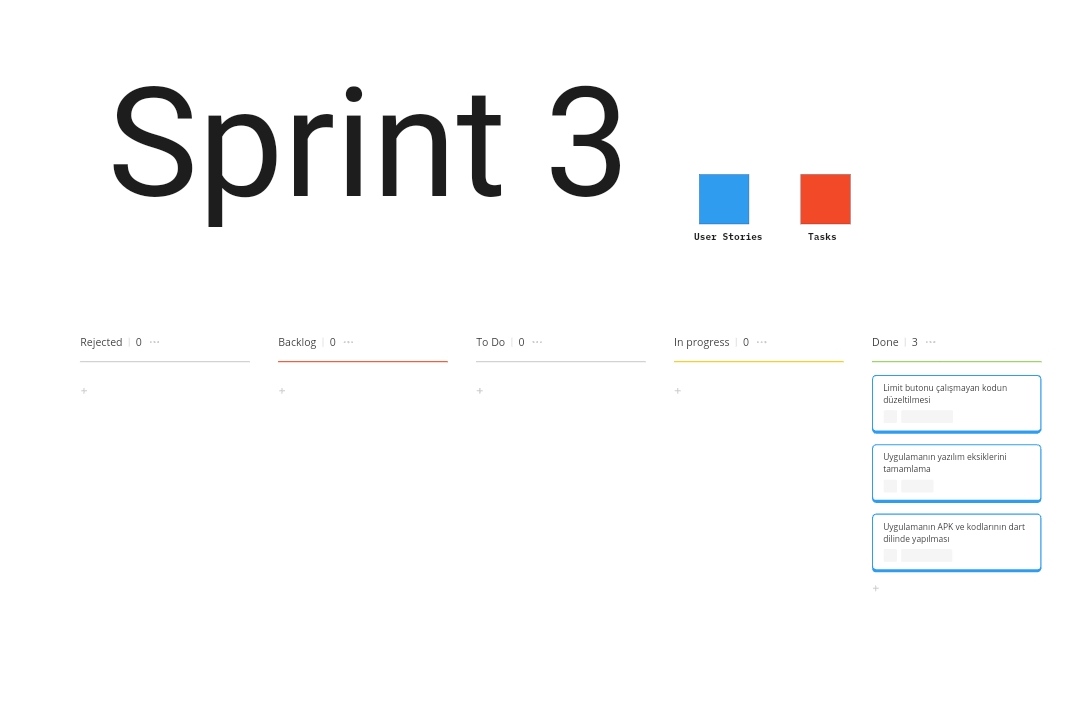 Sprint 3
User Stories
Tasks
Rejected | 0 ···
Backlog | 0 ···
To Do | 0 ···
In progress | 0 ···
Done | 3 ···
+
+
+
+
Limit butonu çalışmayan kodun
düzeltilmesi
Uygulamanın yazılım eksiklerini
tamamlama
Uygulamanın APK ve kodlarının dart
dilinde yapılması
+